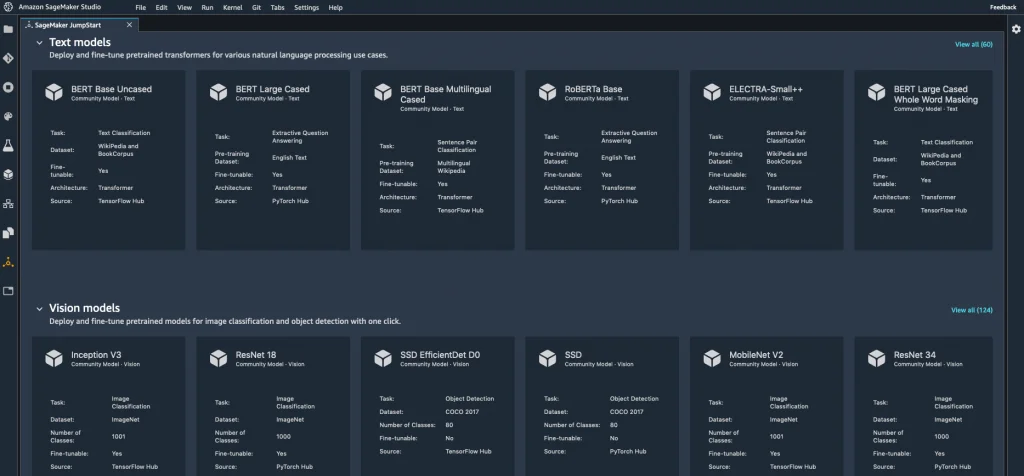 Amazon SageMaker Studio File Edit View Run Kernel Git Tabs Settings Help Feedback
SageMaker JumpStart
Text models
View all (60)
Deploy and fine-tune pretrained transformers for various natural language processing use cases.
BERT Base Uncased
Community Model · Text
Task: Text Classification
Dataset: WikiPedia and
BookCorpus
Fine-
tunable: Yes
Architecture: Transformer
Source: TensorFlow Hub
BERT Large Cased
Community Model · Text
Task: Extractive Question
Answering
Pre-training
Dataset: English Text
Fine-tunable: Yes
Architecture: Transformer
Source: PyTorch Hub
BERT Base Multilingual
Cased
Community Model · Text
Task: Sentence Pair
Classification
Pre-training
Dataset: Multilingual
Wikipedia
Fine-tunable: Yes
Architecture: Transformer
Source: TensorFlow Hub
RoBERTa Base
Community Model · Text
Task: Extractive Question
Answering
Pre-training
Dataset: English Text
Fine-tunable: Yes
Architecture: Transformer
Source: PyTorch Hub
ELECTRA-Small++
Community Model · Text
Task: Sentence Pair
Classification
Pre-training
Dataset: WikiPedia and
BookCorpus
Fine-tunable: Yes
Architecture: Transformer
Source: TensorFlow Hub
BERT Large Cased
Whole Word Masking
Community Model · Text
Task: Text Classification
Dataset: WikiPedia and
BookCorpus
Fine-
tunable: Yes
Architecture: Transformer
Source: TensorFlow Hub
Vision models
View all (124)
Deploy and fine-tune pretrained models for image classification and object detection with one click.
Inception V3
Community Model · Vision
Task: Image
Classification
Dataset: ImageNet
Number of
Classes: 1001
Fine-tunable: Yes
Source: TensorFlow Hub
ResNet 18
Community Model · Vision
Task: Image
Classification
Dataset: ImageNet
Number of
Classes: 1000
Fine-tunable: Yes
Source: PyTorch Hub
SSD EfficientDet D0
Community Model · Vision
Task: Object Detection
Dataset: COCO 2017
Number of Classes: 80
Fine-tunable: No
Source: TensorFlow Hub
SSD
Community Model · Vision
Task: Object Detection
Dataset: COCO 2017
Number of Classes: 80
Fine-tunable: No
Source: PyTorch Hub
MobileNet V2
Community Model · Vision
Task: Image
Classification
Dataset: ImageNet
Number of
Classes: 1001
Fine-tunable: Yes
Source: TensorFlow Hub
ResNet 34
Community Model · Vision
Task: Image
Classification
Dataset: ImageNet
Number of
Classes: 1000
Fine-tunable: Yes
Source: PyTorch Hub